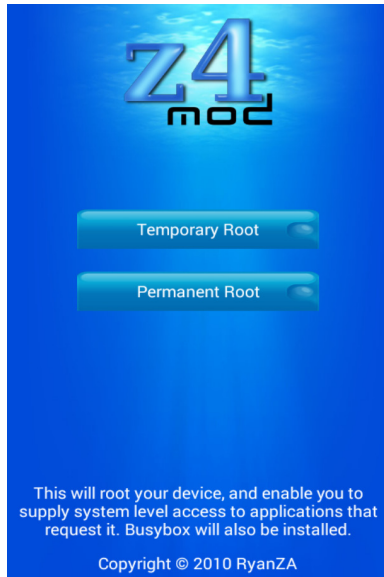 z4
mod
Temporary Root
Permanent Root
This will root your device, and enable you to
supply system level access to applications that
request it. Busybox will also be installed.
Copyright © 2010 RyanZA